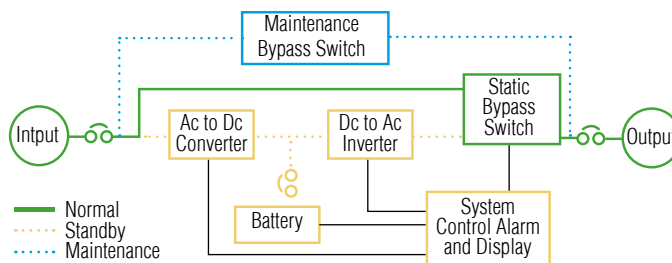 Maintenance
Bypass Switch
Static
Bypass
Switch
Intput
Ac to Dc
Converter
Dc to Ac
Inverter
Output
Battery
System
Control Alarm
and Display
Normal
Standby
Maintenance